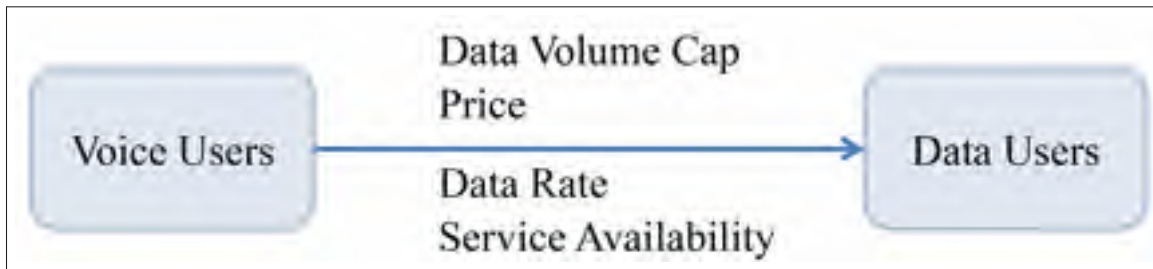 Data Volume Cap
Price
Voice Users
Data Users
Data Rate
Service Availability